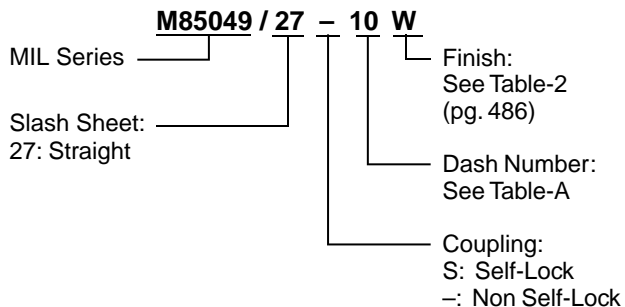 M85049 / 27 – 10 W
MIL Series
Slash Sheet:
27: Straight
Finish:
See Table-2
(pg. 486)
Dash Number:
See Table-A
Coupling:
S: Self-Lock
–: Non Self-Lock